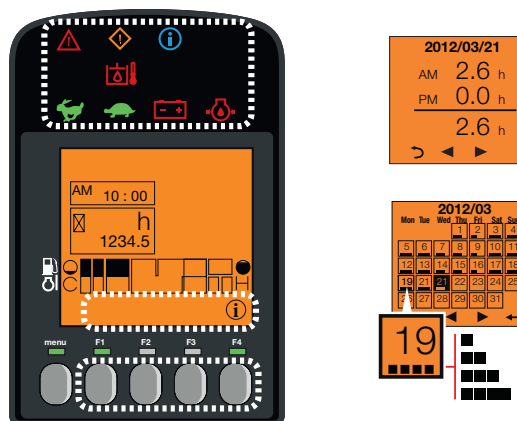 AM 10:00
h
1234.5
C H
menu F1 F2 F3 F4
2012/03/21
AM 2.6 h
PM 0.0 h
2.6 h
2012/03
Mon Tue Wed Thu Fri Sat Sun
1 2 3 4
5 6 7 8 9 10 11
12 13 14 15 16 17 18
19 21 21 22 23 24 25
27 28 29 30 31
19